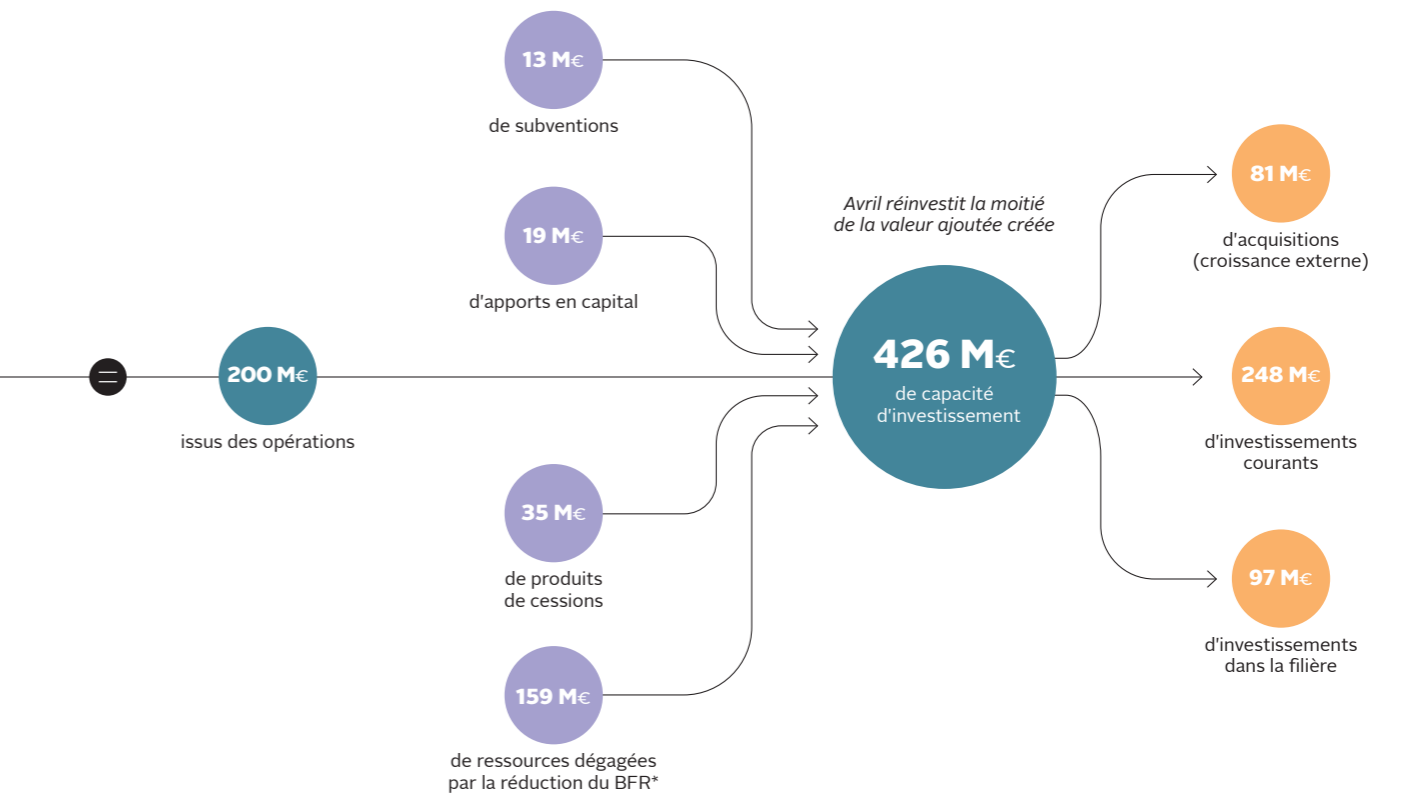 13 M€
de subventions
19 M€
d'apports en capital
200 M€
issus des opérations
35 M€
de produits
de cessions
159 M€
de ressources dégagées
par la réduction du BFR*
Avril réinvestit la moitié
de la valeur ajoutée créée
426 M€
de capacité
d'investissement
81 M€
d'acquisitions
(croissance externe)
248 M€
d'investissements
courants
97 M€
d'investissements
dans la filière